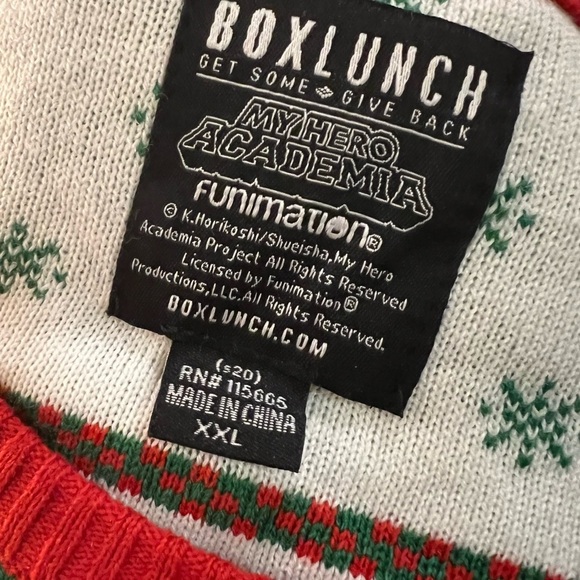 BOXLUNCH
GET SOME GIVE BACK
MY HERO
ACADEMIA
FUNIMATION®
© K.Horikoshi/Shueisha,My Hero
Academia Project All Rights Reserved.
Licensed by Funimation®
Productions,LLC.All Rights Reserved.
BOXLUNCH.COM
(S20)
RN# 115665
MADE IN CHINA
XXL